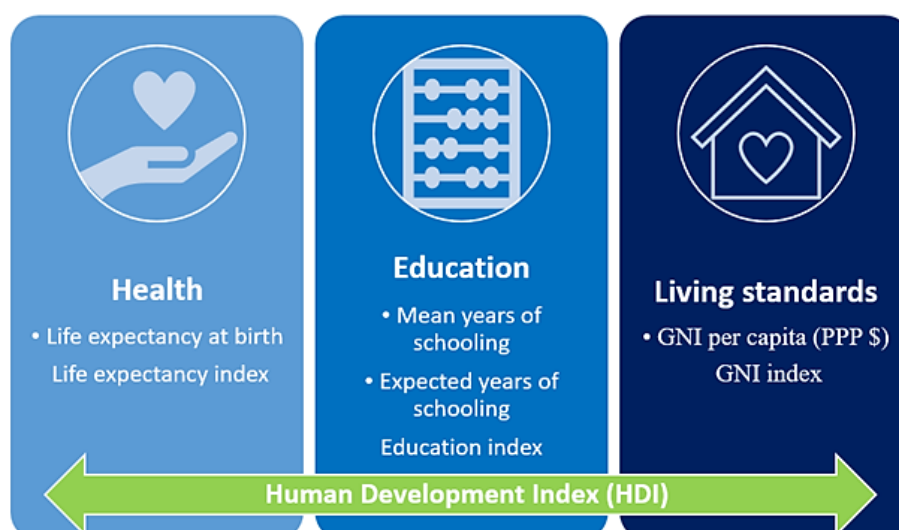 Health
• Life expectancy at birth
Life expectancy index
Education
• Mean years of
schooling
• Expected years of
schooling
Education index
Living standards
• GNI per capita (PPP $)
GNI index
Human Development Index (HDI)